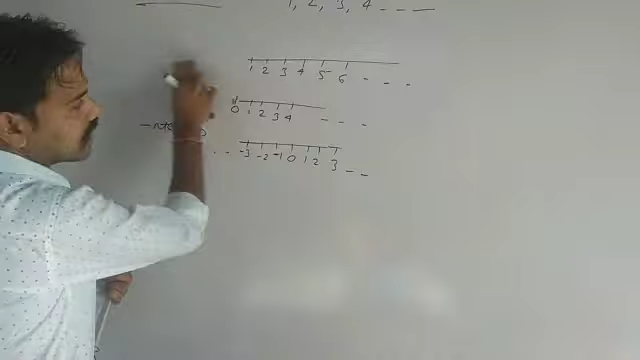 1, 2, 3, 4 - - -
1 2 3 4 5 6 - - -
0 1 2 3 4 - - -
- - -3 -2 -1 0 1 2 3 - -